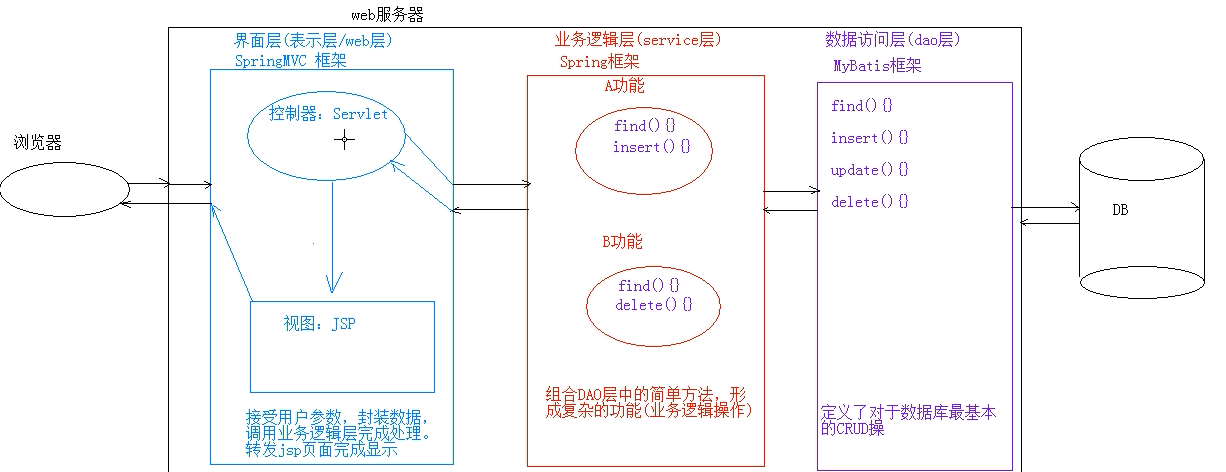 web服务器
浏览器
界面层(表示层/web层)
SpringMVC 框架
控制器：Servlet
视图：JSP
接受用户参数，封装数据，
调用业务逻辑层完成处理。
转发jsp页面完成显示
业务逻辑层(service层)
Spring框架
A功能
find(){}
insert(){}
B功能
find(){}
delete(){}
组合DAO层中的简单方法，形
成复杂的功能(业务逻辑操作)
数据访问层(dao层)
MyBatis框架
find(){}
insert(){}
update(){}
delete(){}
定义了对于数据库最基本
的CRUD操
DB